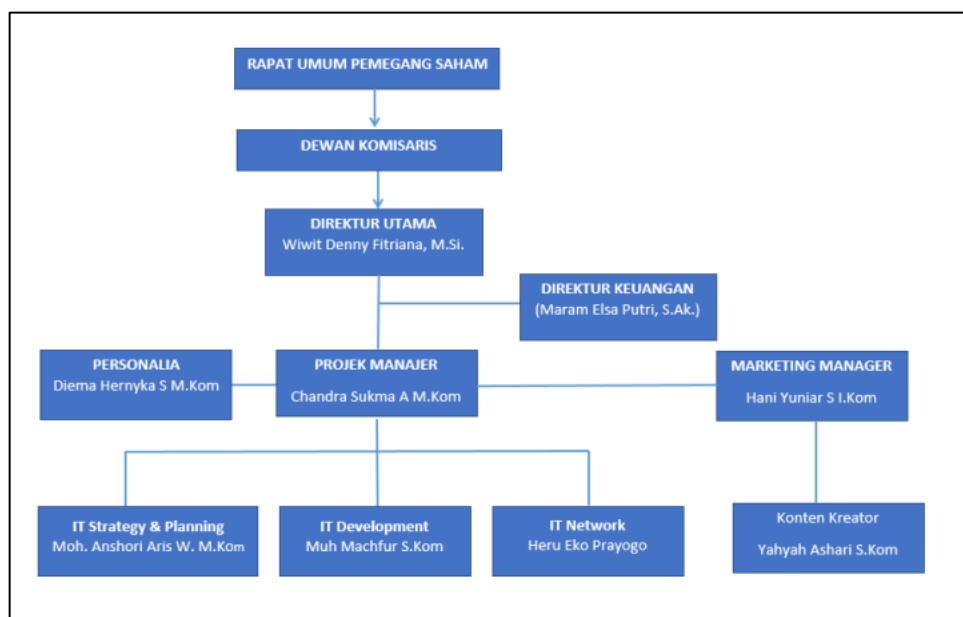 RAPAT UMUM PEMEGANG SAHAM
DEWAN KOMISARIS
DIREKTUR UTAMA
Wiwit Denny Fitriana, M.Si.
DIREKTUR KEUANGAN
(Maram Elsa Putri, S.Ak.)
PERSONALIA
Diema Hernyka S M.Kom
PROJEK MANAJER
Chandra Sukma A M.Kom
MARKETING MANAGER
Hani Yuniar S I.Kom
IT Strategy & Planning
Moh. Anshori Aris W. M.Kom
IT Development
Muh Machfur S.Kom
IT Network
Heru Eko Prayogo
Konten Kreator
Yahyah Ashari S.Kom